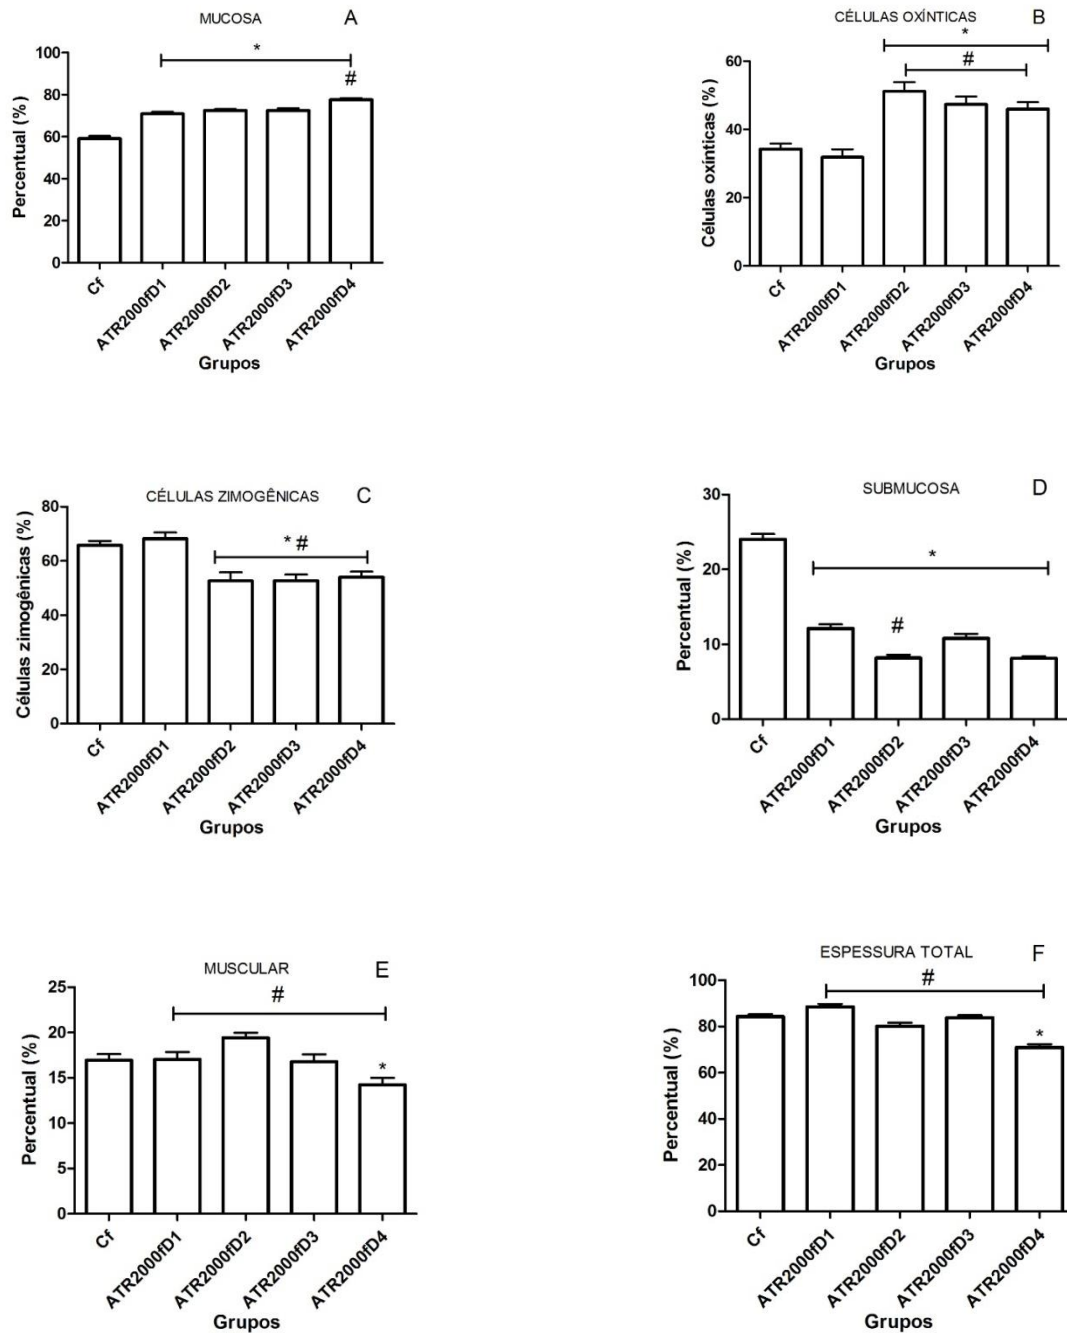 MUCOSA
A
*
#
Percentual (%)
100
80
60
40
20
0
Cf
ATR2000fD1
ATR2000fD2
ATR2000fD3
ATR2000fD4
Grupos
CÉLULAS OXÍNTICAS
B
*
#
Células oxínticas (%)
60
40
20
0
Cf
ATR2000fD1
ATR2000fD2
ATR2000fD3
ATR2000fD4
Grupos
CÉLULAS ZIMOGÊNICAS
C
* #
Células zimogênicas (%)
80
60
40
20
0
Cf
ATR2000fD1
ATR2000fD2
ATR2000fD3
ATR2000fD4
Grupos
SUBMUCOSA
D
*
#
Percentual (%)
30
20
10
0
Cf
ATR2000fD1
ATR2000fD2
ATR2000fD3
ATR2000fD4
Grupos
MUSCULAR
E
#
*
Percentual (%)
25
20
15
10
5
0
Cf
ATR2000fD1
ATR2000fD2
ATR2000fD3
ATR2000fD4
Grupos
ESPESSURA TOTAL
F
#
*
Percentual (%)
100
80
60
40
20
0
Cf
ATR2000fD1
ATR2000fD2
ATR2000fD3
ATR2000fD4
Grupos